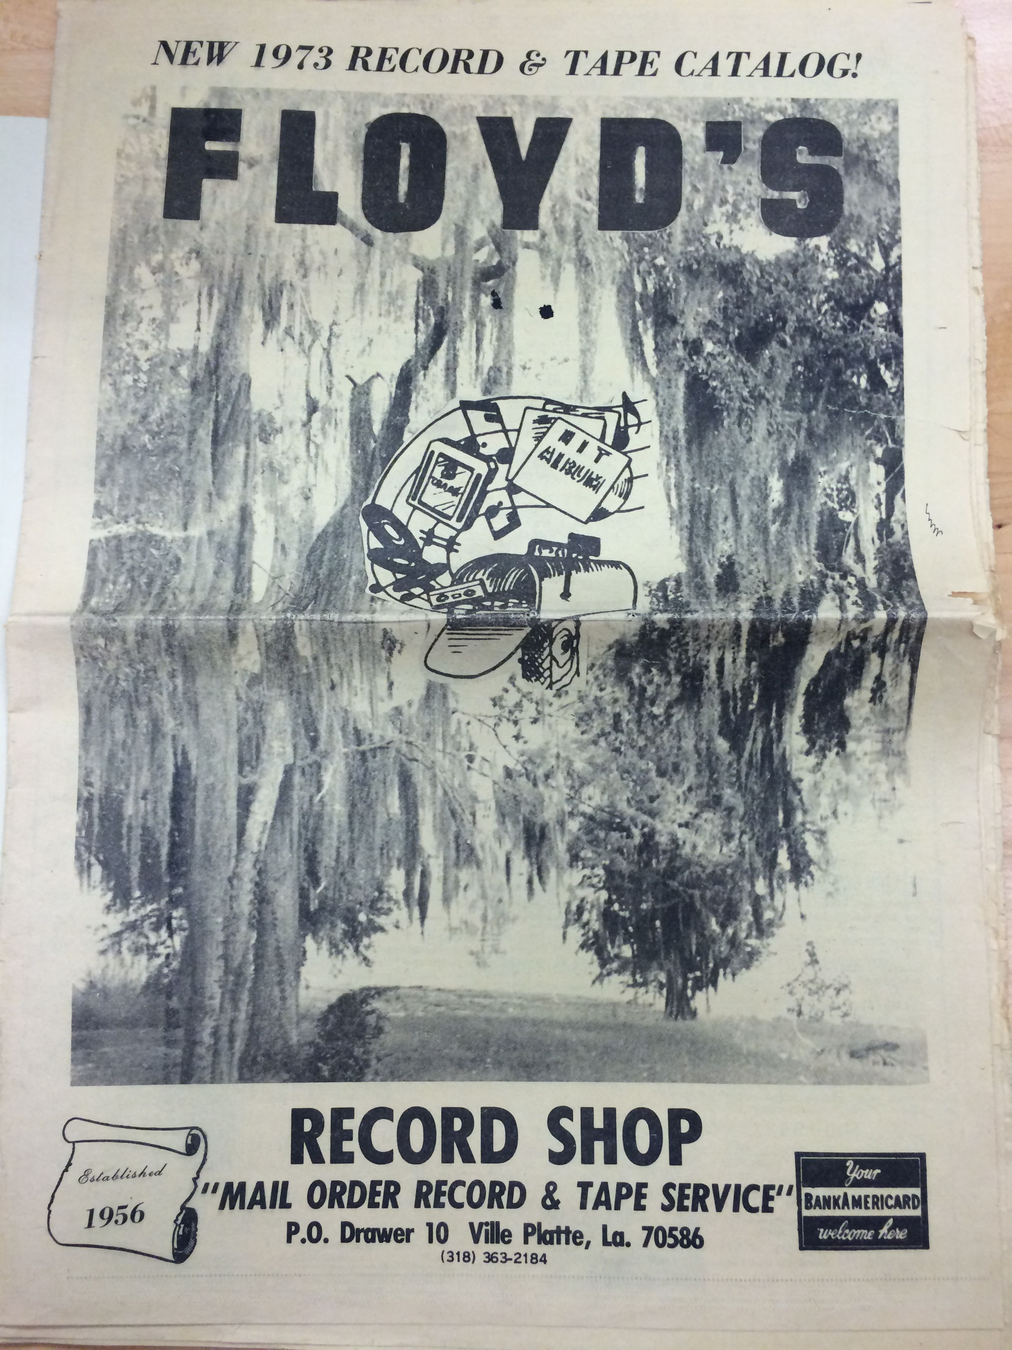 NEW 1973 RECORD & TAPE CATALOG!
FLOYD'S
HIT
ALBUM
RECORD SHOP
Established
1956
"MAIL ORDER RECORD & TAPE SERVICE"
P.O. Drawer 10 Ville Platte, La. 70586
(318) 363-2184
Your
BANKAMERICARD
welcome here